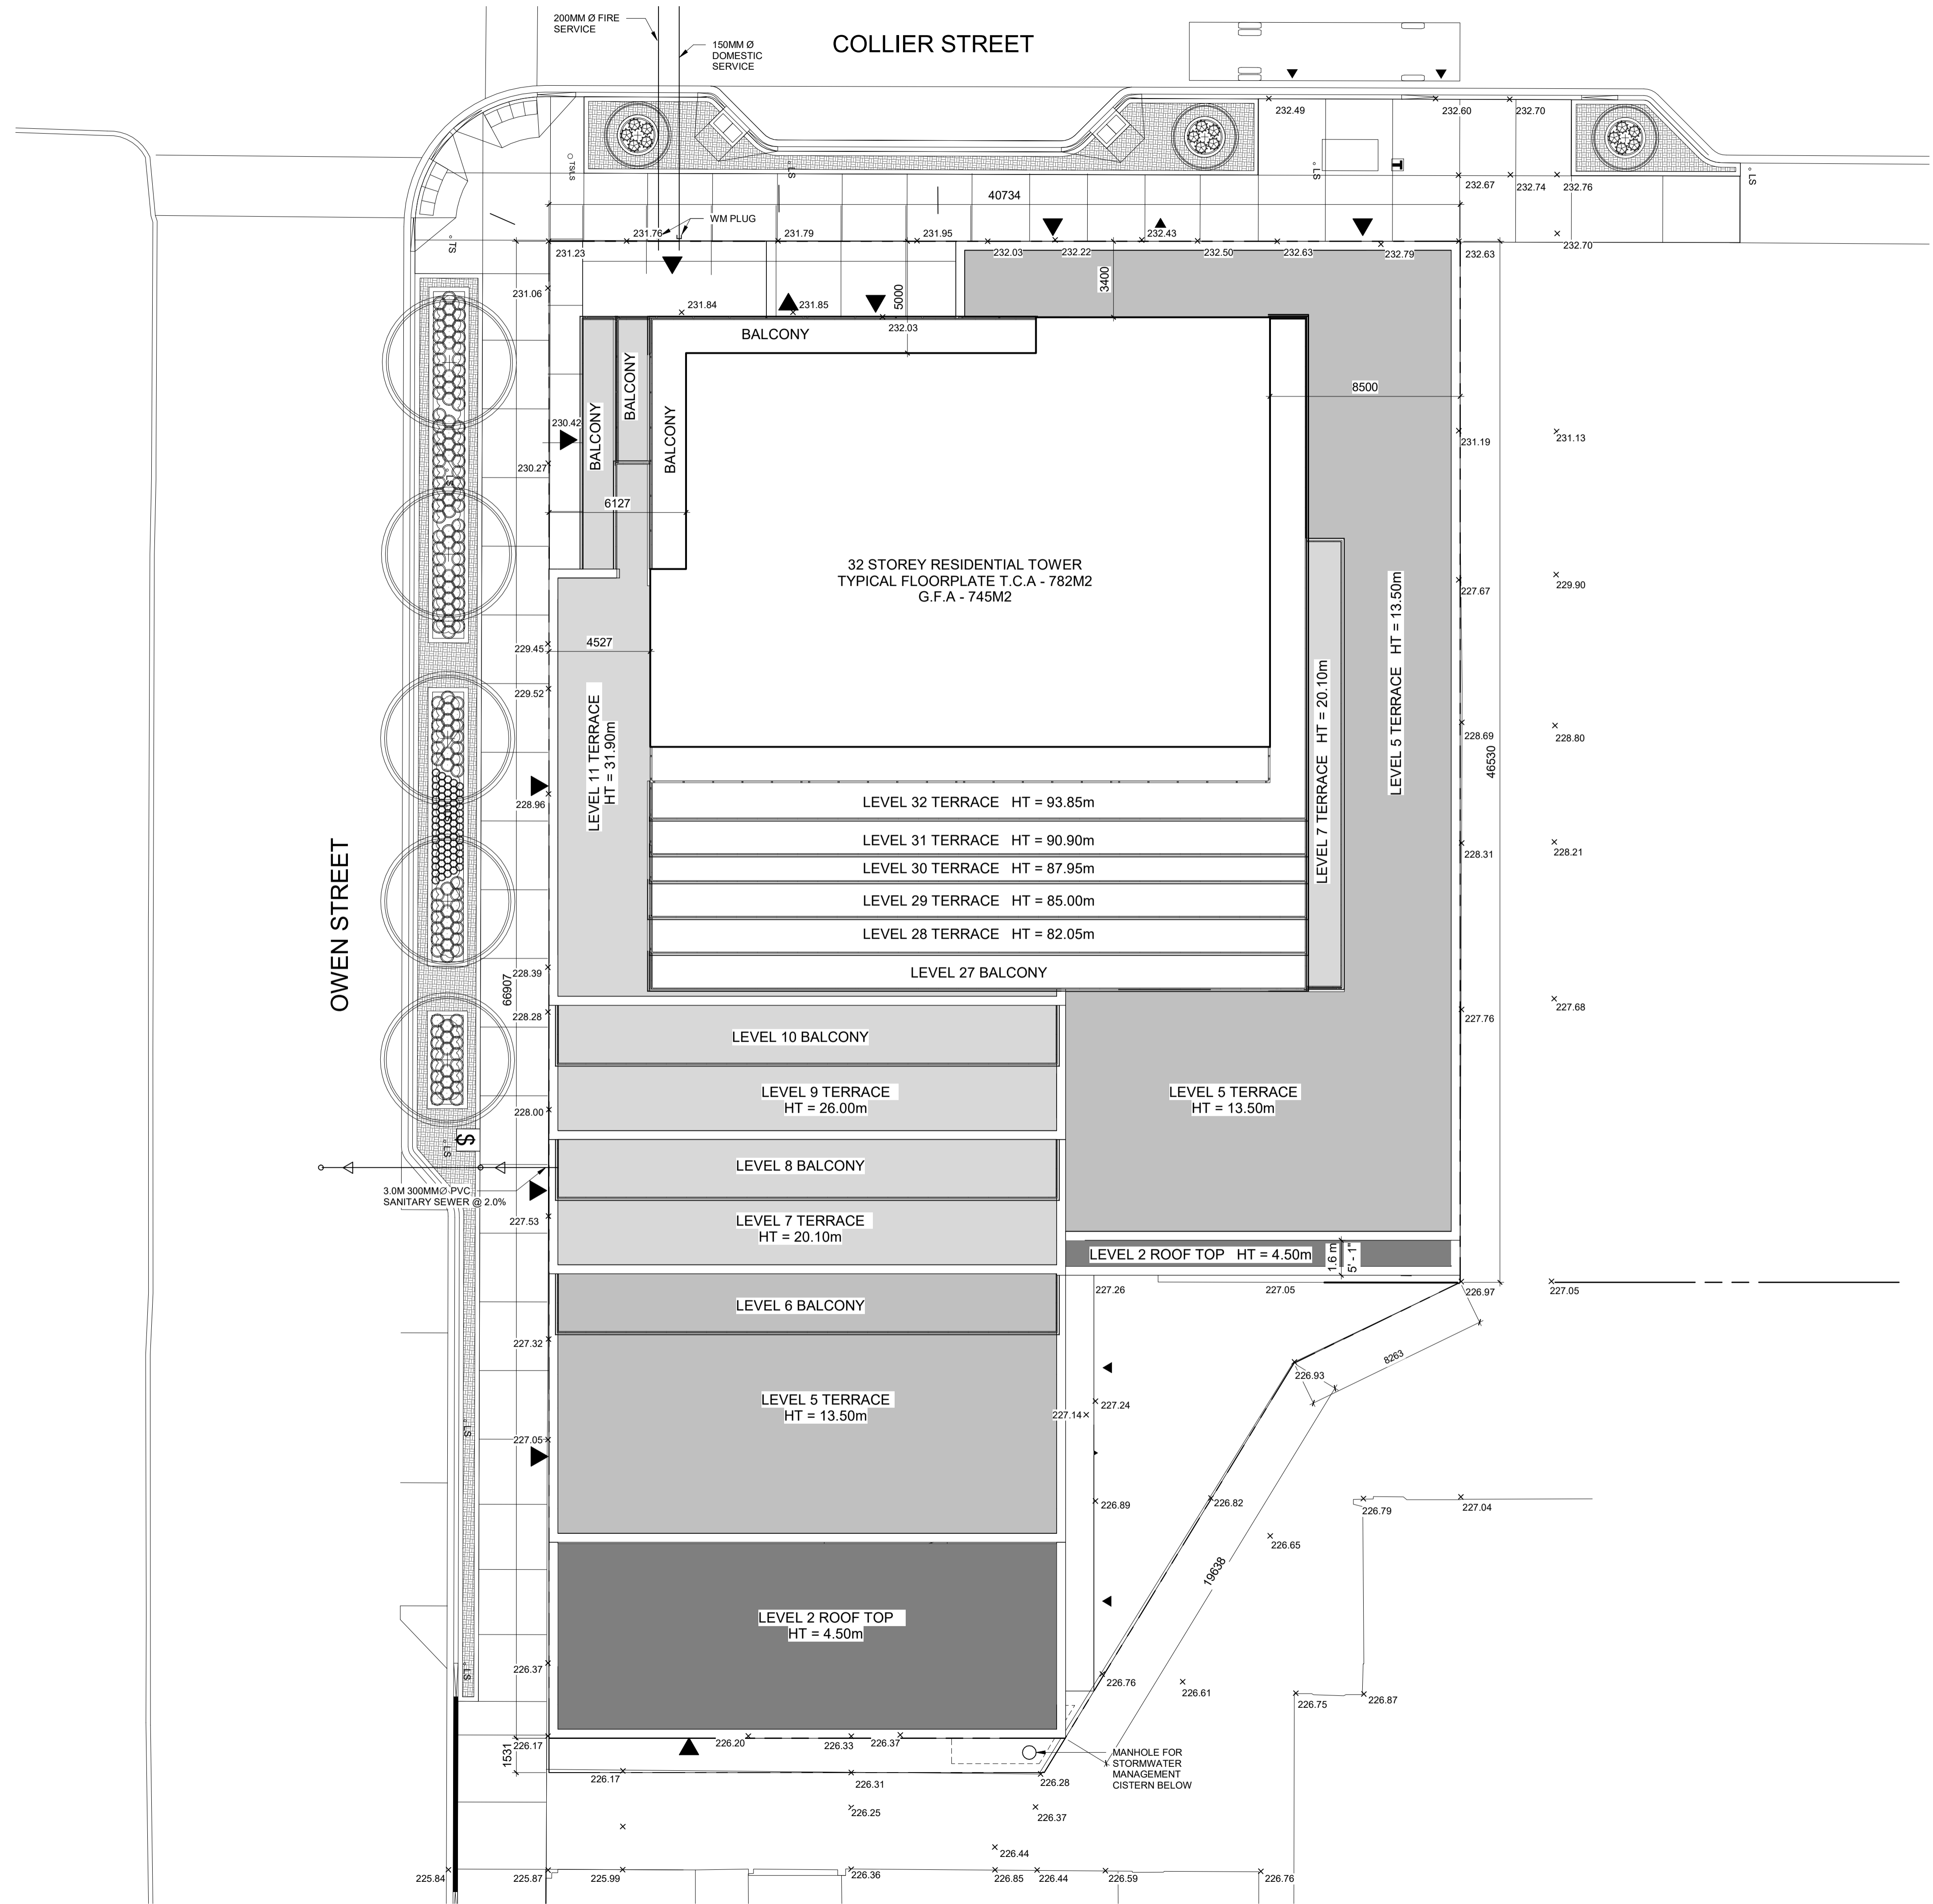 200MM Ø FIRE
SERVICE
150MM Ø
DOMESTIC
SERVICE
COLLIER STREET
232.49
232.60
232.70
TS/LS
LS
LS
T
LS
232.67
232.74
232.76
40734
WM PLUG
TS
231.76
231.79
231.95
232.43
231.23
232.03
232.22
232.50
232.63
232.79
232.63
232.70
3400
5000
231.06
231.84
231.85
232.03
BALCONY
BALCONY
BALCONY
BALCONY
8500
230.42
231.19
231.13
230.27
LS
6127
32 STOREY RESIDENTIAL TOWER
TYPICAL FLOORPLATE T.C.A - 782M2
G.F.A - 745M2
227.67
229.90
LEVEL 5 TERRACE HT = 13.50m
229.45
4527
229.52
LEVEL 11 TERRACE
HT = 31.90m
LEVEL 7 TERRACE HT = 20.10m
228.69
228.80
46530
228.96
LEVEL 32 TERRACE HT = 93.85m
LEVEL 31 TERRACE HT = 90.90m
228.31
228.21
LEVEL 30 TERRACE HT = 87.95m
LEVEL 29 TERRACE HT = 85.00m
OWEN STREET
LEVEL 28 TERRACE HT = 82.05m
LEVEL 27 BALCONY
228.39
66907
228.28
227.76
227.68
LEVEL 10 BALCONY
LEVEL 9 TERRACE
HT = 26.00m
LEVEL 5 TERRACE
HT = 13.50m
228.00
S
LS
LEVEL 8 BALCONY
3.0M 300MMØ PVC
SANITARY SEWER @ 2.0%
227.53
LEVEL 7 TERRACE
HT = 20.10m
LEVEL 2 ROOF TOP HT = 4.50m
1.6 m
5' - 1"
227.26
227.05
226.97
227.05
LEVEL 6 BALCONY
227.32
8263
226.93
LEVEL 5 TERRACE
HT = 13.50m
227.24
227.14
LS
227.05
226.89
226.82
226.79
227.04
226.65
19638
LEVEL 2 ROOF TOP
HT = 4.50m
226.37
LS
226.76
226.61
226.75
226.87
226.17
226.20
226.33
226.37
1531
MANHOLE FOR
STORMWATER
MANAGEMENT
CISTERN BELOW
226.17
226.31
226.28
226.25
226.37
226.44
225.84
225.87
225.99
226.36
226.85
226.44
226.59
226.76